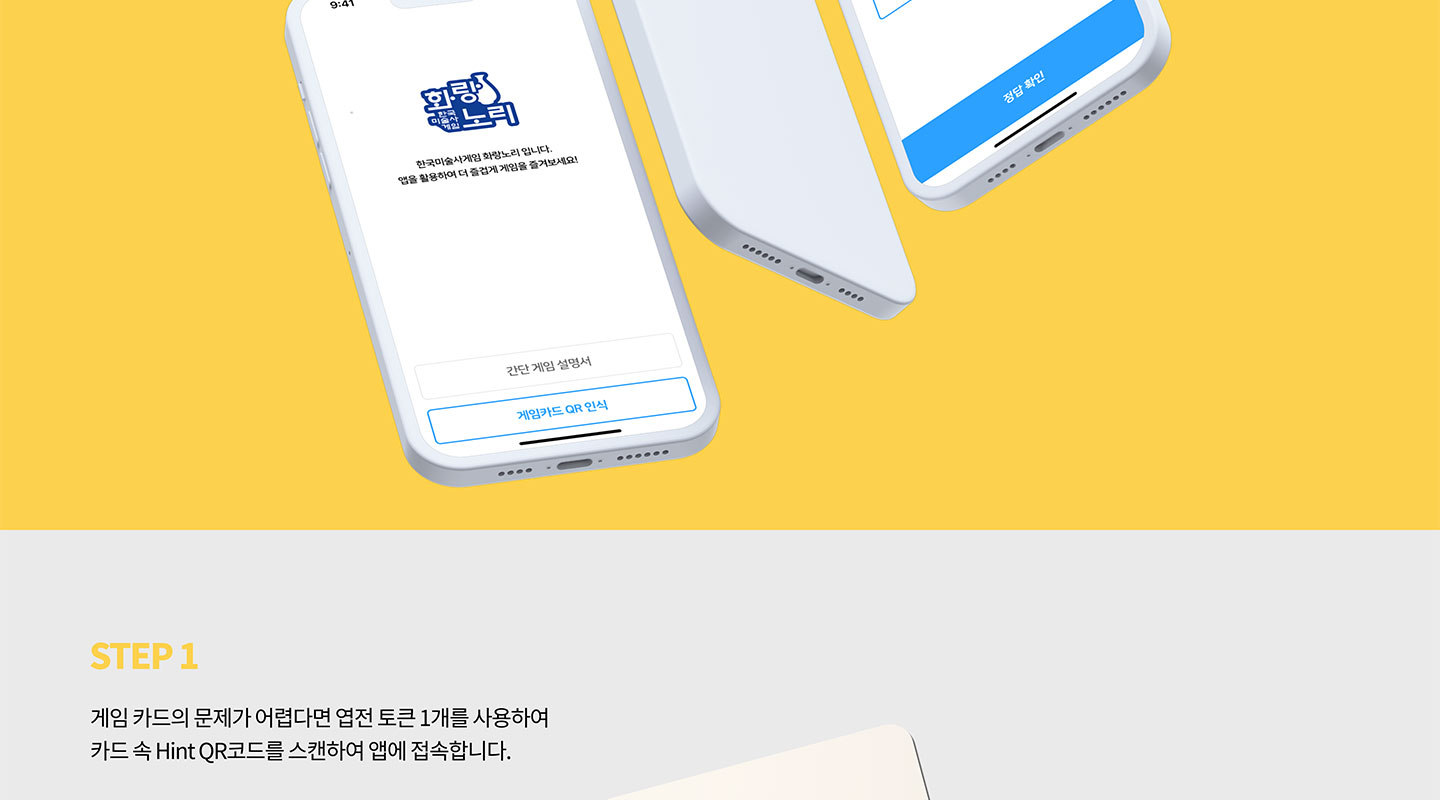 9:41
화랑
한국
미술사
게임
노리
한국미술사게임 화랑노리 입니다.
앱을 활용하여 더 즐겁게 게임을 즐겨보세요!
간단 게임 설명서
게임카드 QR 인식
정답 확인
STEP 1
게임 카드의 문제가 어렵다면 엽전 토큰 1개를 사용하여
카드 속 Hint QR코드를 스캔하여 앱에 접속합니다.